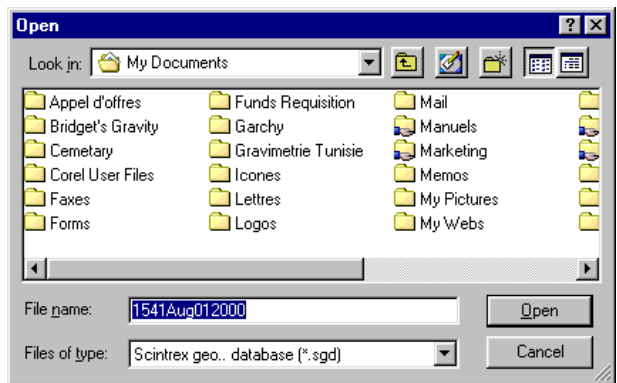 Open
Look in: My Documents
Appel d'offres Funds Requisition Mail
Bridget's Gravity Garchy Manuels
Cemetary Gravimetrie Tunisie Marketing
Corel User Files Icones Memos
Faxes Lettres My Pictures
Forms Logos My Webs
File name: 1541Aug012000 Open
Files of type: Scintrex geo.. database (*.sgd) Cancel